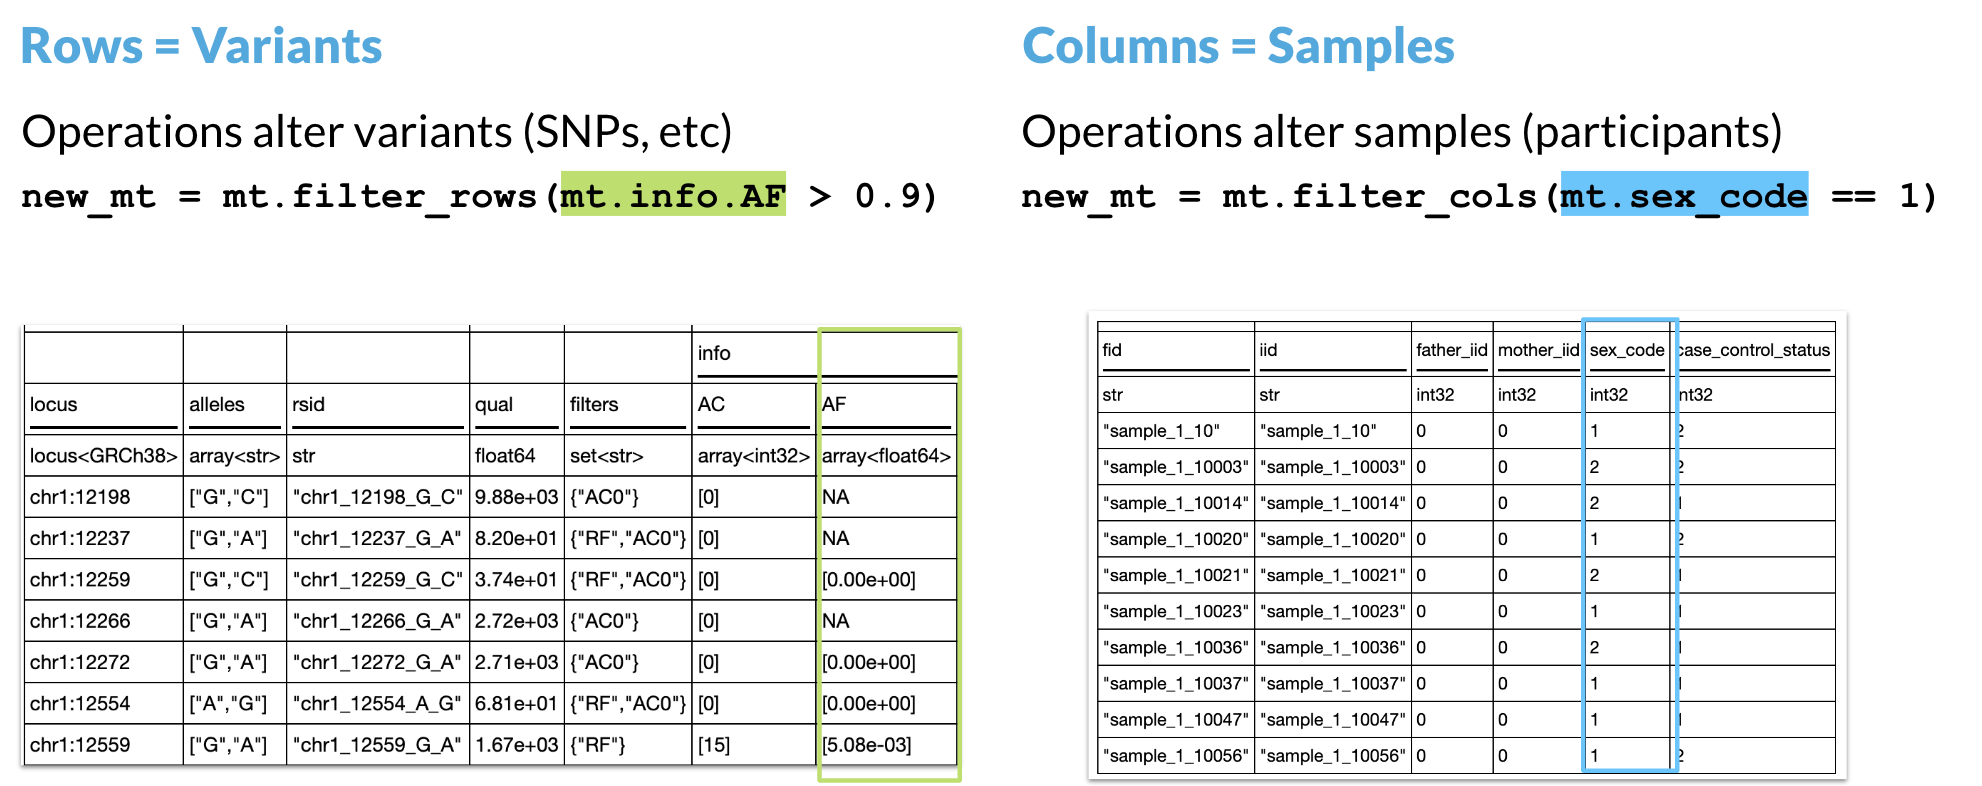 Rows = Variants
Operations alter variants (SNPs, etc)
new_mt = mt.filter_rows(mt.info.AF > 0.9)
info
locus alleles rsid qual filters AC AF
locus<GRCh38> array<str> str float64 set<str> array<int32> array<float64>
chr1:12198 ["G","C"] "chr1_12198_G_C" 9.88e+03 {"AC0"} [0] NA
chr1:12237 ["G","A"] "chr1_12237_G_A" 8.20e+01 {"RF","AC0"} [0] NA
chr1:12259 ["G","C"] "chr1_12259_G_C" 3.74e+01 {"RF","AC0"} [0] [0.00e+00]
chr1:12266 ["G","A"] "chr1_12266_G_A" 2.72e+03 {"AC0"} [0] NA
chr1:12272 ["G","A"] "chr1_12272_G_A" 2.71e+03 {"AC0"} [0] [0.00e+00]
chr1:12554 ["A","G"] "chr1_12554_A_G" 6.81e+01 {"RF","AC0"} [0] [0.00e+00]
chr1:12559 ["G","A"] "chr1_12559_G_A" 1.67e+03 {"RF"} [15] [5.08e-03]
Columns = Samples
Operations alter samples (participants)
new_mt = mt.filter_cols(mt.sex_code == 1)
fid iid father_iid mother_iid sex_code case_control_status
str str int32 int32 int32 int32
"sample_1_10" "sample_1_10" 0 0 1 2
"sample_1_10003" "sample_1_10003" 0 0 2 2
"sample_1_10014" "sample_1_10014" 0 0 2 1
"sample_1_10020" "sample_1_10020" 0 0 1 2
"sample_1_10021" "sample_1_10021" 0 0 2 1
"sample_1_10023" "sample_1_10023" 0 0 1 1
"sample_1_10036" "sample_1_10036" 0 0 2 1
"sample_1_10037" "sample_1_10037" 0 0 1 1
"sample_1_10047" "sample_1_10047" 0 0 1 1
"sample_1_10056" "sample_1_10056" 0 0 1 2